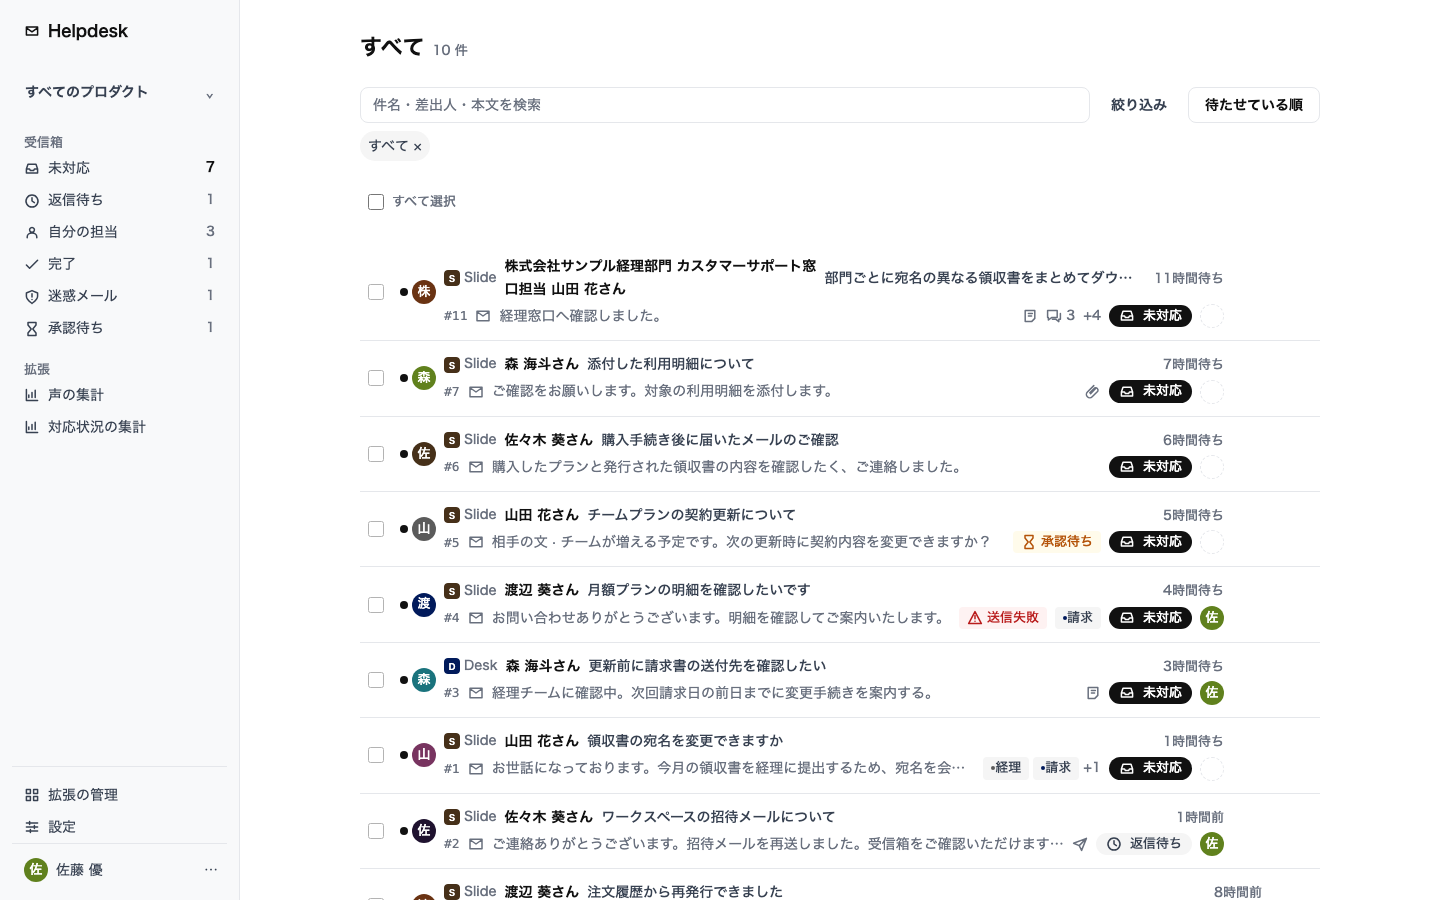 Helpdesk
すべてのプロダクト
受信箱
未対応 7
返信待ち 1
自分の担当 3
完了 1
迷惑メール 1
承認待ち 1
拡張
声の集計
対応状況の集計
拡張の管理
設定
佐 佐藤 優 …
すべて 10 件
件名・差出人・本文を検索 絞り込み 待たせている順
すべて ×
すべて選択
株 S Slide 株式会社サンプル経理部門 カスタマーサポート窓
口担当 山田 花さん 部門ごとに宛名の異なる領収書をまとめてダウ… 11時間待ち
#11 経理窓口へ確認しました。 3 +4 未対応
森 S Slide 森 海斗さん 添付した利用明細について 7時間待ち
#7 ご確認をお願いします。対象の利用明細を添付します。 未対応
佐 S Slide 佐々木 葵さん 購入手続き後に届いたメールのご確認 6時間待ち
#6 購入したプランと発行された領収書の内容を確認したく、ご連絡しました。 未対応
山 S Slide 山田 花さん チームプランの契約更新について 5時間待ち
#5 相手の文 · チームが増える予定です。次の更新時に契約内容を変更できますか？ 承認待ち 未対応
渡 S Slide 渡辺 葵さん 月額プランの明細を確認したいです 4時間待ち
#4 お問い合わせありがとうございます。明細を確認してご案内いたします。 送信失敗 •請求 未対応 佐
森 D Desk 森 海斗さん 更新前に請求書の送付先を確認したい 3時間待ち
#3 経理チームに確認中。次回請求日の前日までに変更手続きを案内する。 未対応 佐
山 S Slide 山田 花さん 領収書の宛名を変更できますか 1時間待ち
#1 お世話になっております。今月の領収書を経理に提出するため、宛名を会… •経理 •請求 +1 未対応
佐 S Slide 佐々木 葵さん ワークスペースの招待メールについて 1時間前
#2 ご連絡ありがとうございます。招待メールを再送しました。受信箱をご確認いただけます… 返信待ち 佐
S Slide 渡辺 葵さん 注文履歴から再発行できました 8時間前